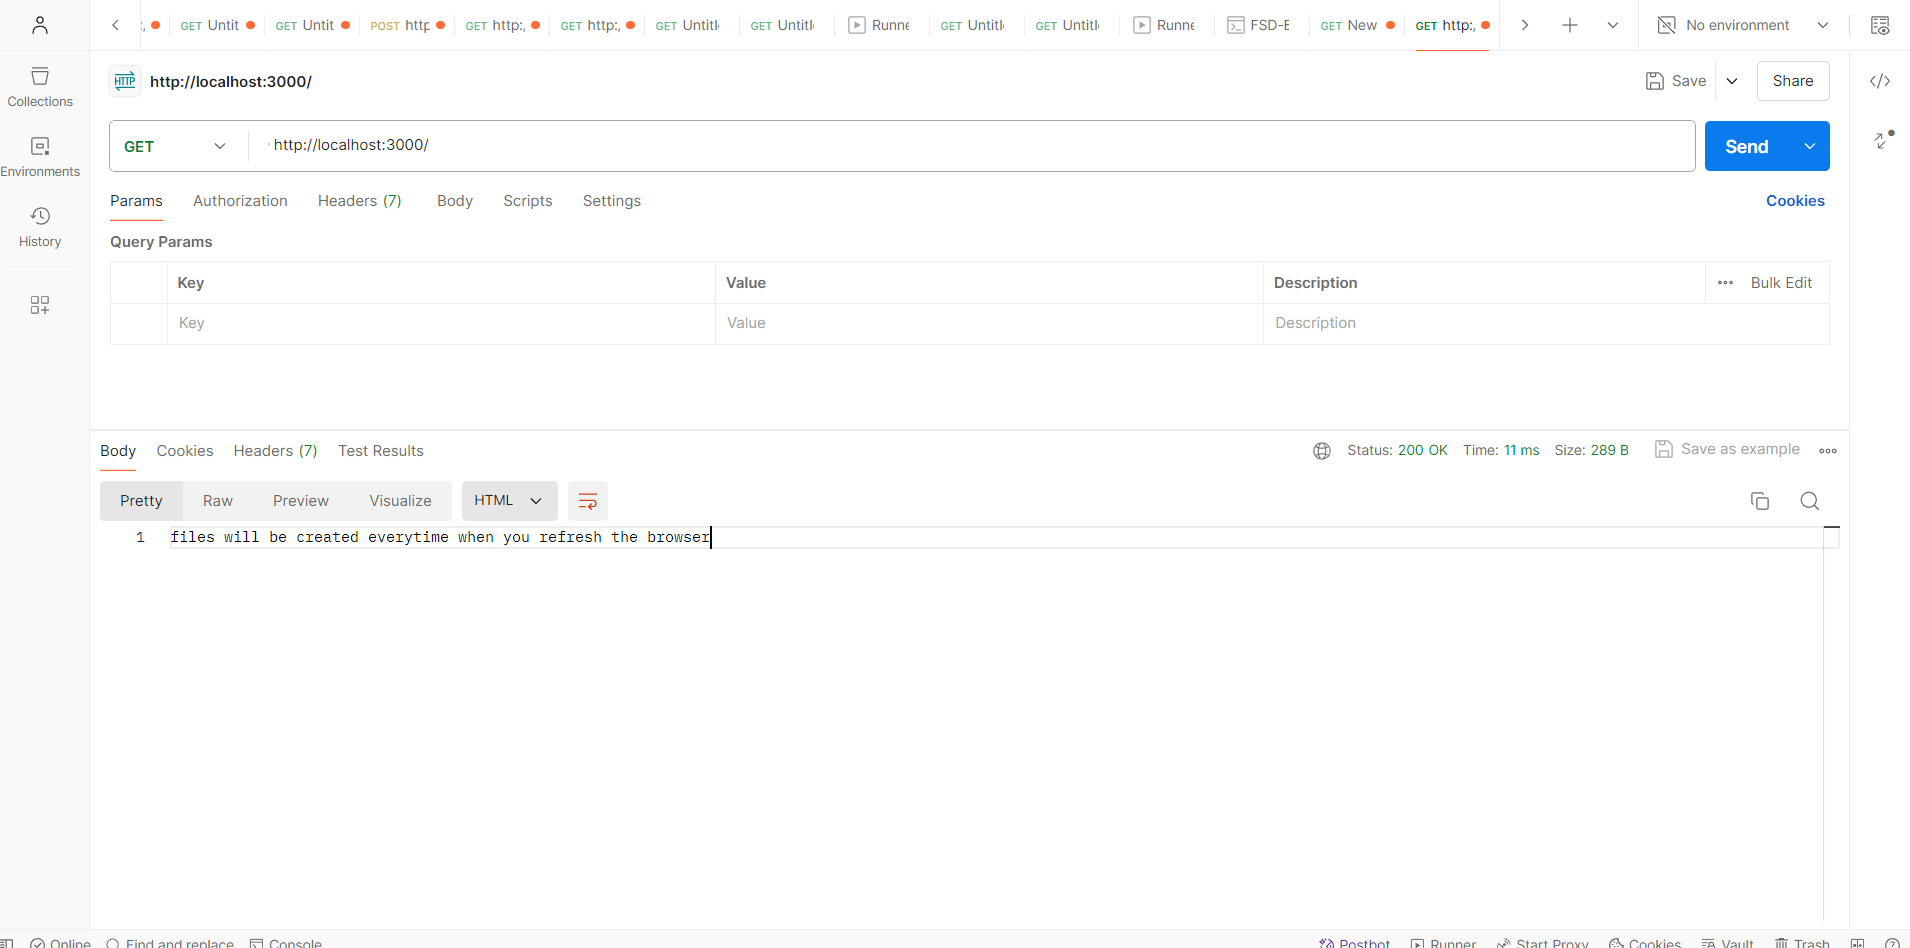 GET Untit
GET Untit
POST http
GET http:,
GET http:,
GET Untitl
GET Untitl
Runne
GET Untitl
GET Untitl
Runne
FSD-E
GET New
GET http:,
No environment
Collections
Environments
History
HTTP http://localhost:3000/
Save
Share
GET http://localhost:3000/
Send
Params Authorization Headers (7) Body Scripts Settings
Cookies
Query Params
Key Value Description Bulk Edit
Key Value Description
Body Cookies Headers (7) Test Results
Status: 200 OK Time: 11 ms Size: 289 B Save as example
Pretty Raw Preview Visualize HTML
1 files will be created everytime when you refresh the browser
Online Find and replace Console
Postbot Runner Start Proxy Cookies Vault Trash